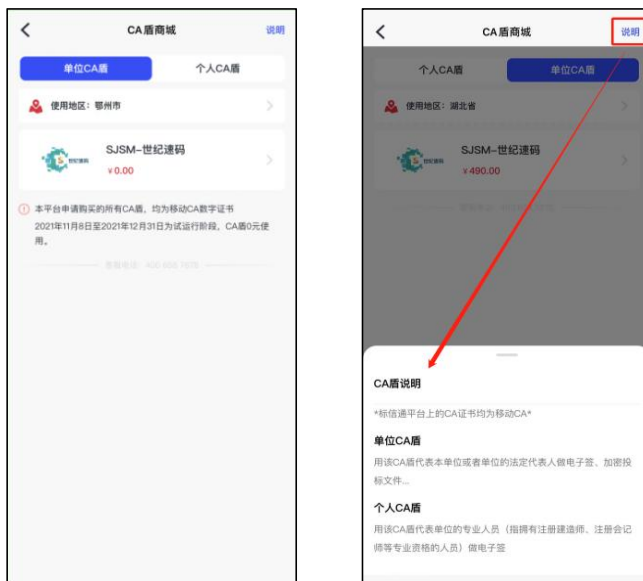 CA盾商城
说明
单位CA盾
个人CA盾
使用地区：鄂州市
SJSM-世纪速码
￥0.00
本平台申请购买的所有CA盾，均为移动CA数字证书
2021年11月8日至2021年12月31日为试运行阶段，CA盾0元使
用。
CA盾商城
说明
个人CA盾
单位CA盾
使用地区：湖北省
SJSM-世纪速码
￥490.00
CA盾说明
*标信通平台上的CA证书均为移动CA*
单位CA盾
用该CA盾代表本单位或者单位的法定代表人做电子签、加密投
标文件...
个人CA盾
用该CA盾代表单位的专业人员（指拥有注册建造师、注册会记
师等专业资格的人员）做电子签